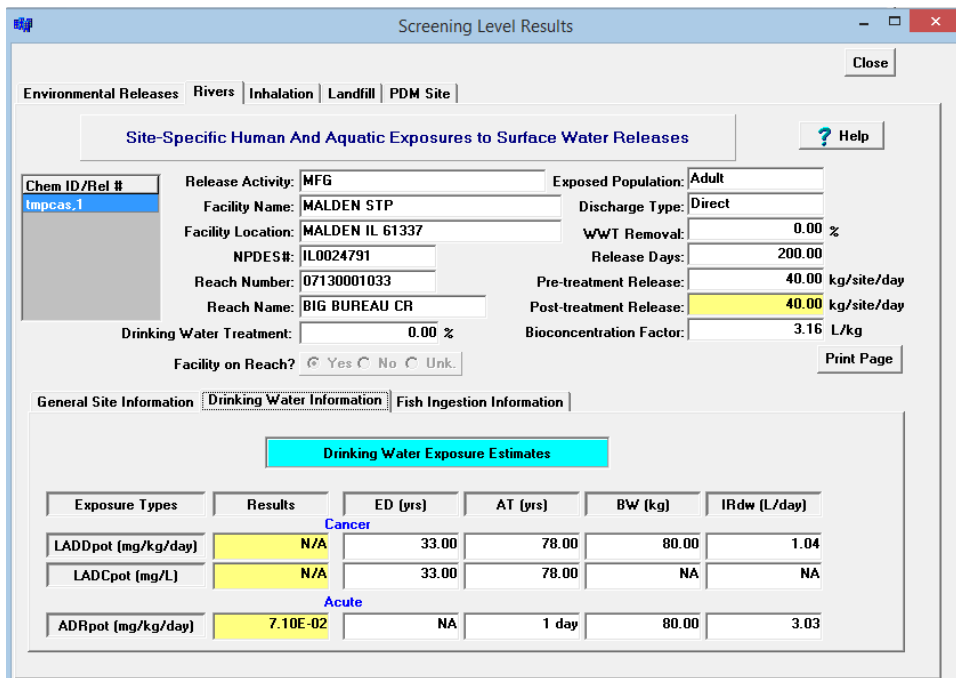 Screening Level Results
Close
Environmental Releases Rivers Inhalation Landfill PDM Site
Site-Specific Human And Aquatic Exposures to Surface Water Releases
? Help
Chem ID/Rel #
tmpcas,1
Release Activity: MFG
Exposed Population: Adult
Facility Name: MALDEN STP
Discharge Type: Direct
Facility Location: MALDEN IL 61337
WWT Removal: 0.00 %
NPDES#: IL0024791
Release Days: 200.00
Reach Number: 07130001033
Pre-treatment Release: 40.00 kg/site/day
Reach Name: BIG BUREAU CR
Post-treatment Release: 40.00 kg/site/day
Drinking Water Treatment: 0.00 %
Bioconcentration Factor: 3.16 L/kg
Facility on Reach? Yes No Unk.
Print Page
General Site Information Drinking Water Information Fish Ingestion Information
Drinking Water Exposure Estimates
Exposure Types Results ED (yrs) AT (yrs) BW (kg) IRdw (L/day)
Cancer
LADDpot (mg/kg/day) N/A 33.00 78.00 80.00 1.04
LADCpot (mg/L) N/A 33.00 78.00 NA NA
Acute
ADRpot (mg/kg/day) 7.10E-02 NA 1 day 80.00 3.03